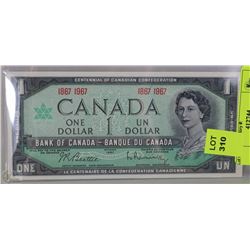 CENTENNIAL OF CANADIAN CONFEDERATION
1867 1967 1867 1967
CANADA
ONE DOLLAR 1 UN DOLLAR
BANK OF CANADA - BANQUE DU CANADA
ONE UN
LE CENTENAIRE DE LA CONFÉDÉRATION CANADIENNE
LOT
310